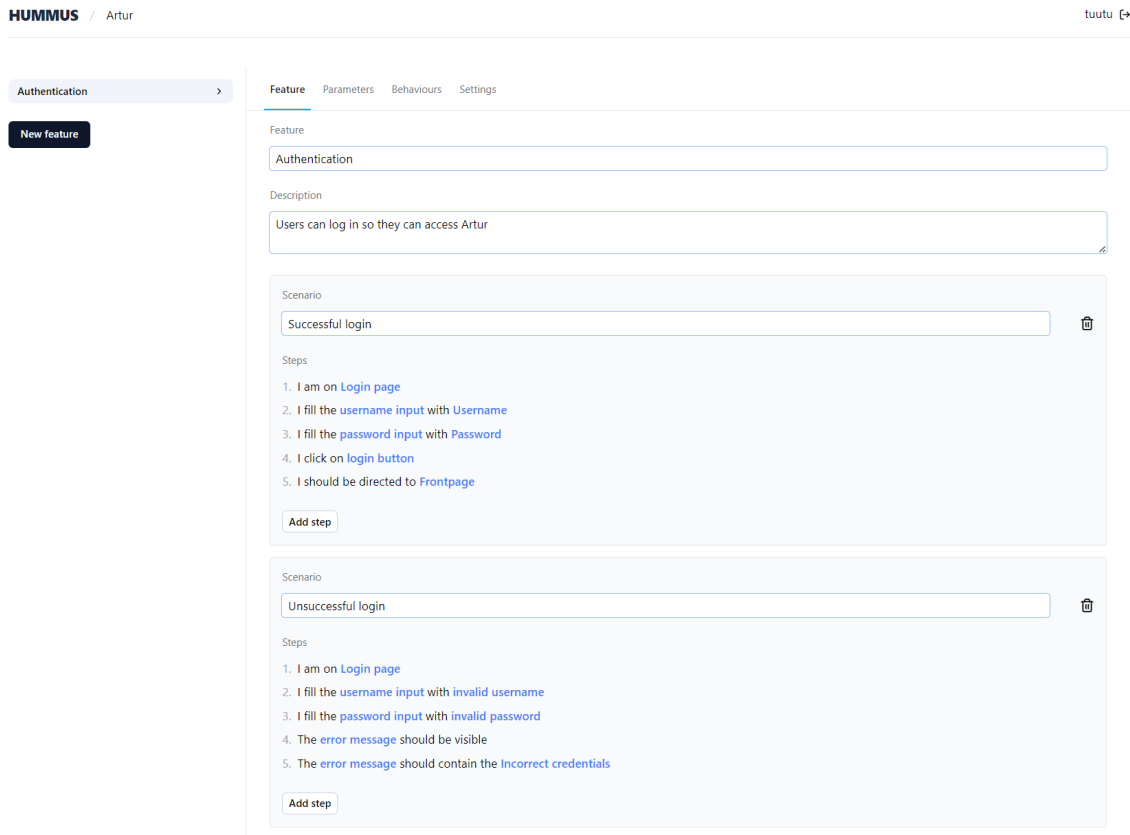 HUMMUS / Artur
tuutu
Authentication
New feature
Feature Parameters Behaviours Settings
Feature
Authentication
Description
Users can log in so they can access Artur
Scenario
Successful login
Steps
1. I am on Login page
2. I fill the username input with Username
3. I fill the password input with Password
4. I click on login button
5. I should be directed to Frontpage
Add step
Scenario
Unsuccessful login
Steps
1. I am on Login page
2. I fill the username input with invalid username
3. I fill the password input with invalid password
4. The error message should be visible
5. The error message should contain the Incorrect credentials
Add step